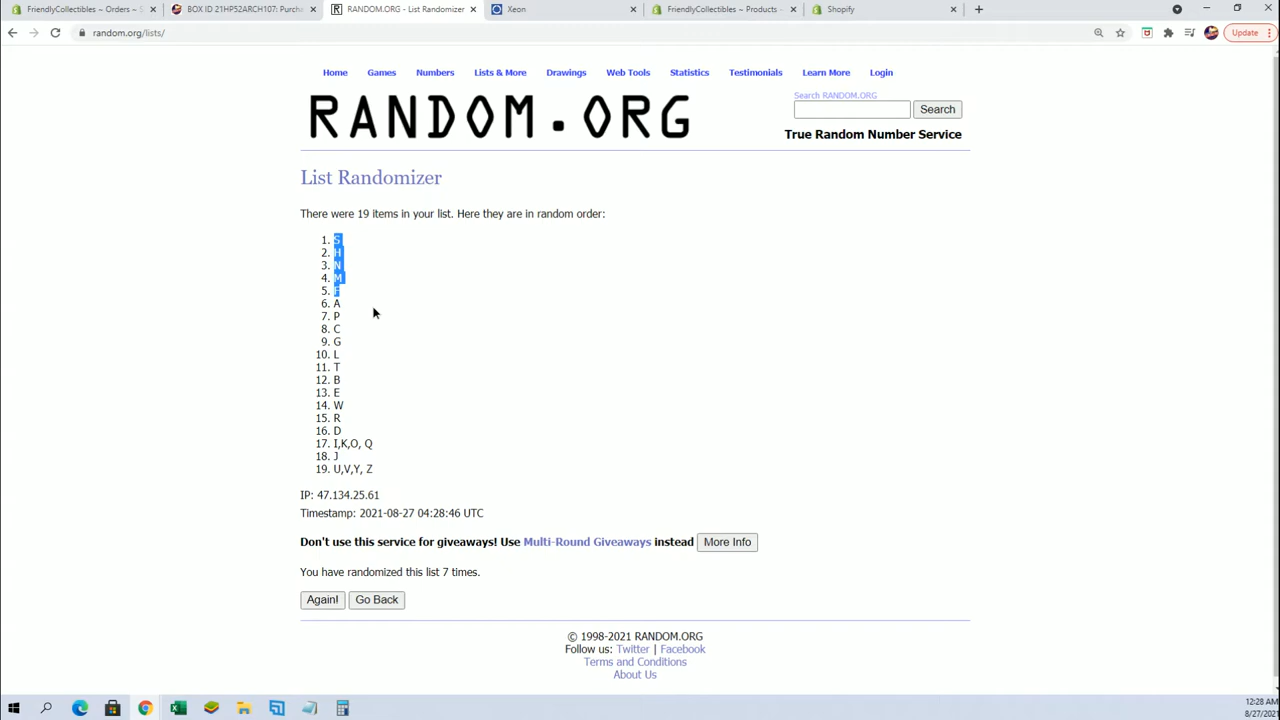 FriendlyCollectibles ~ Orders ~ S
BOX ID 21HP52ARCH107: Purcha
RANDOM.ORG - List Randomizer
Xeon
FriendlyCollectibles ~ Products ~
Shopify
random.org/lists/
Update
Home
Games
Numbers
Lists & More
Drawings
Web Tools
Statistics
Testimonials
Learn More
Login
RANDOM.ORG
Search RANDOM.ORG
Search
True Random Number Service
List Randomizer
There were 19 items in your list. Here they are in random order:
1. S
2. H
3. N
4. M
5. F
6. A
7. P
8. C
9. G
10. L
11. T
12. B
13. E
14. W
15. R
16. D
17. I,K,O, Q
18. J
19. U,V,Y, Z
IP: 47.134.25.61
Timestamp: 2021-08-27 04:28:46 UTC
Don't use this service for giveaways! Use Multi-Round Giveaways instead More Info
You have randomized this list 7 times.
Again! Go Back
© 1998-2021 RANDOM.ORG
Follow us: Twitter | Facebook
Terms and Conditions
About Us
12:28 AM
8/27/2021